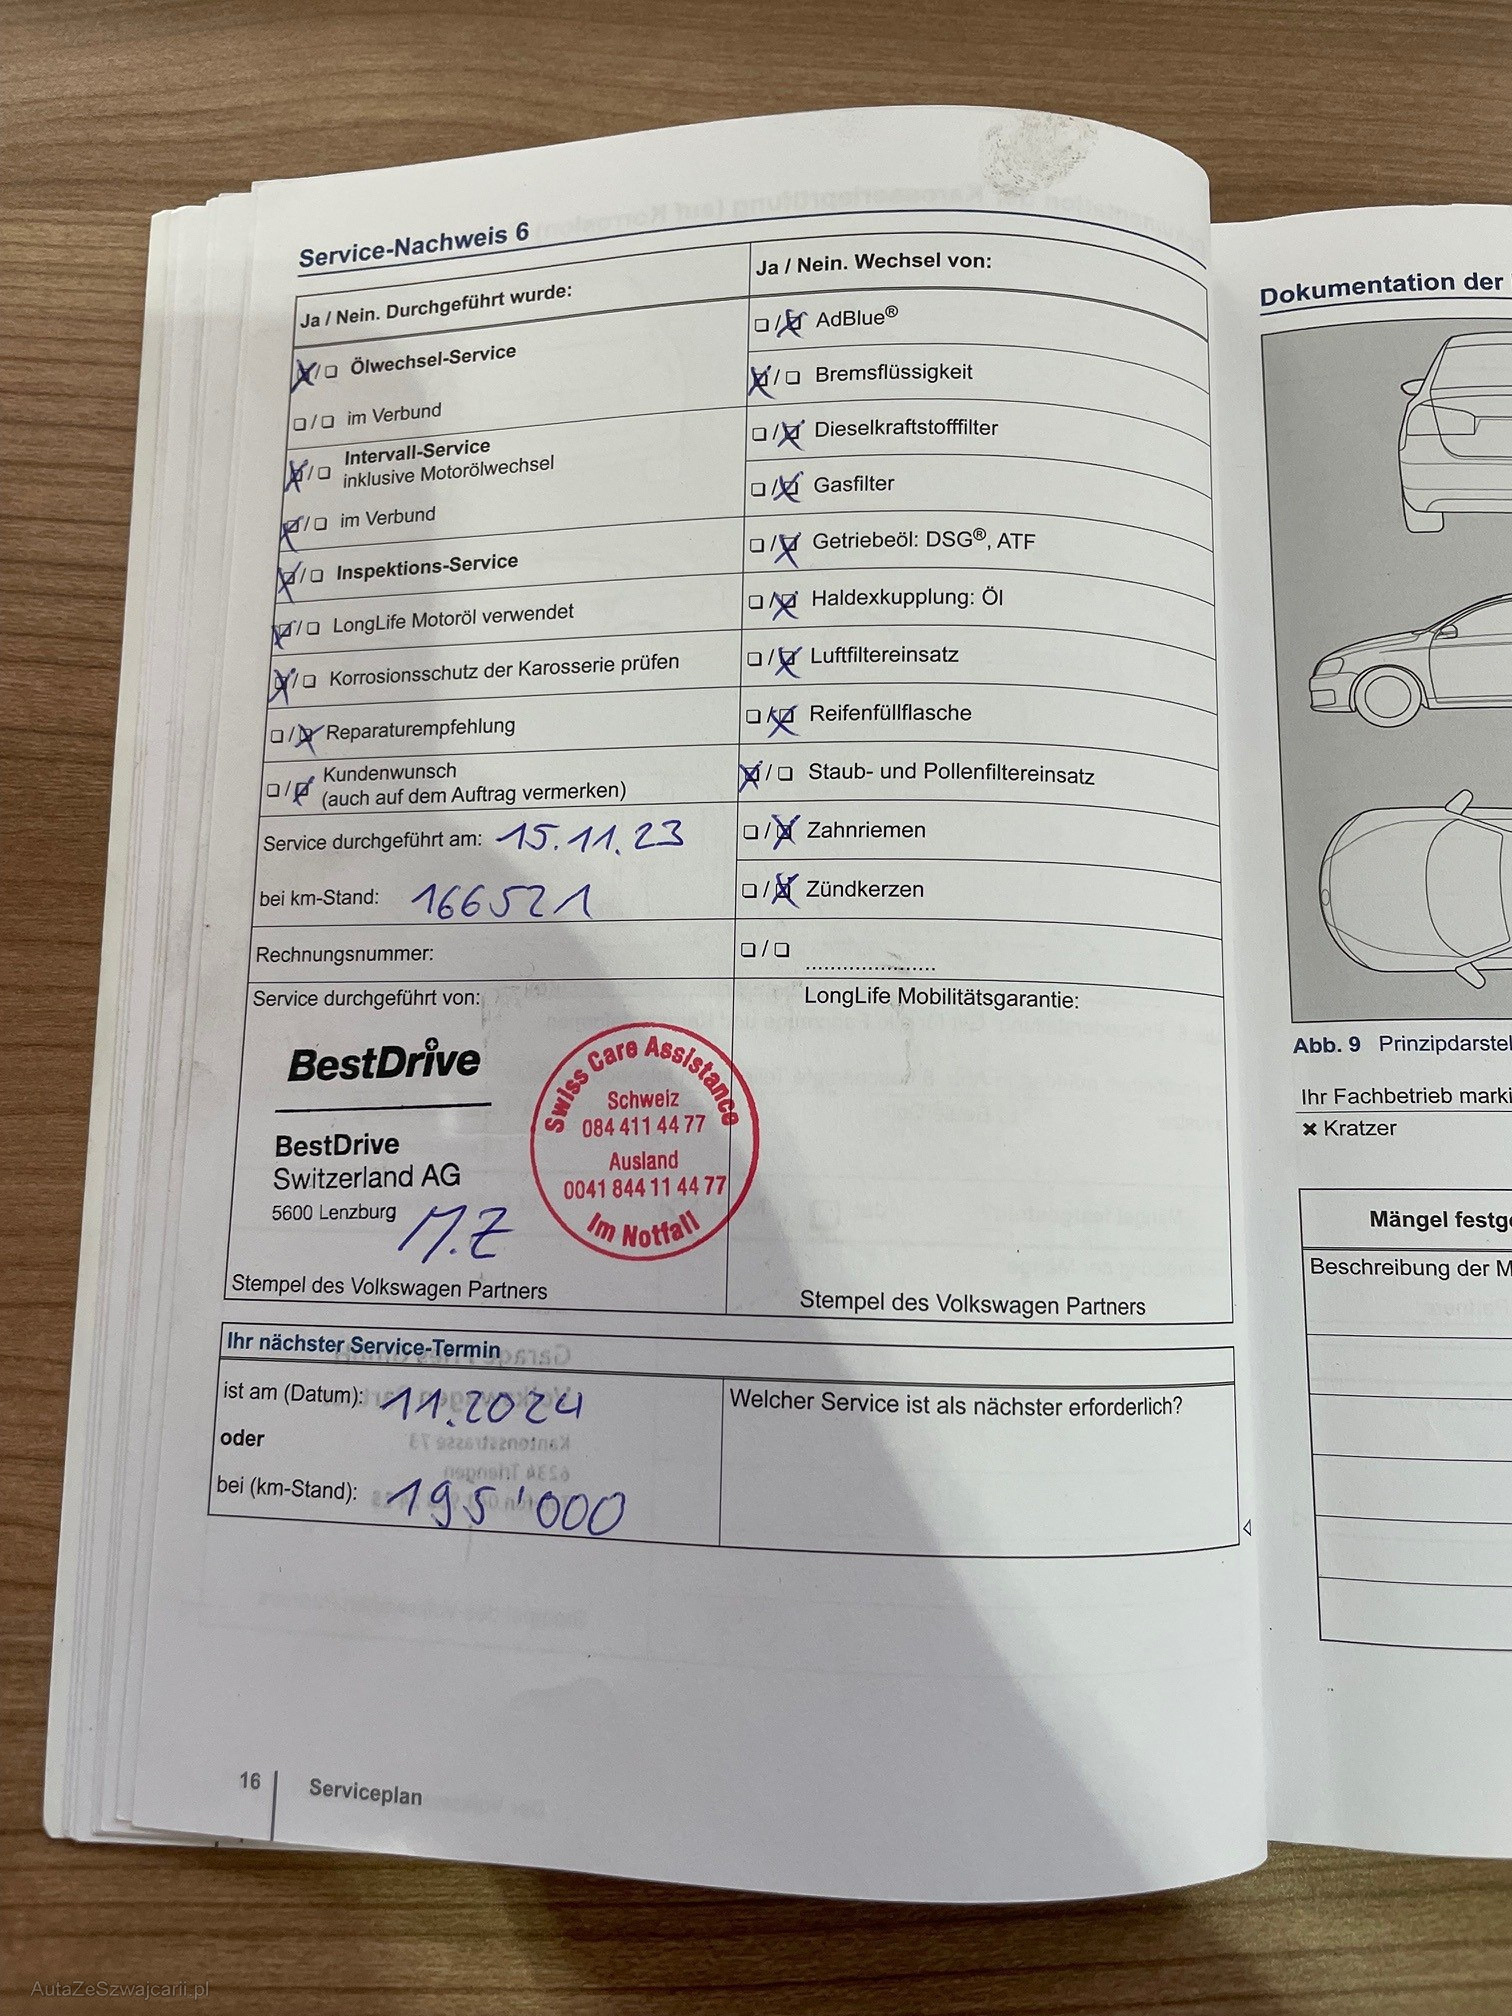 Service-Nachweis 6
Ja / Nein. Durchgeführt wurde:
Ölwechsel-Service
im Verbund
Intervall-Service
inklusive Motorölwechsel
im Verbund
Inspektions-Service
LongLife Motoröl verwendet
Korrosionsschutz der Karosserie prüfen
Reparaturempfehlung
Kundenwunsch
(auch auf dem Auftrag vermerken)
Service durchgeführt am: 15.11.23
bei km-Stand: 166521
Rechnungsnummer:
Service durchgeführt von:
BestDrive
BestDrive
Switzerland AG
5600 Lenzburg
M.Z
Swiss Care Assistance
Schweiz
084 411 44 77
Ausland
0041 844 11 44 77
Im Notfall
Stempel des Volkswagen Partners
Ja / Nein. Wechsel von:
AdBlue®
Bremsflüssigkeit
Dieselkraftstofffilter
Gasfilter
Getriebeöl: DSG®, ATF
Haldexkupplung: Öl
Luftfiltereinsatz
Reifenfüllflasche
Staub- und Pollenfiltereinsatz
Zahnriemen
Zündkerzen
LongLife Mobilitätsgarantie:
Stempel des Volkswagen Partners
Ihr nächster Service-Termin
ist am (Datum): 11.2024
oder
bei (km-Stand): 195'000
Welcher Service ist als nächster erforderlich?
16
Serviceplan
Dokumentation der
Abb. 9
Ihr Fachbetrieb
Kratzer
Mängel
Beschreibung der
AutaZeSzwajcarii.pl